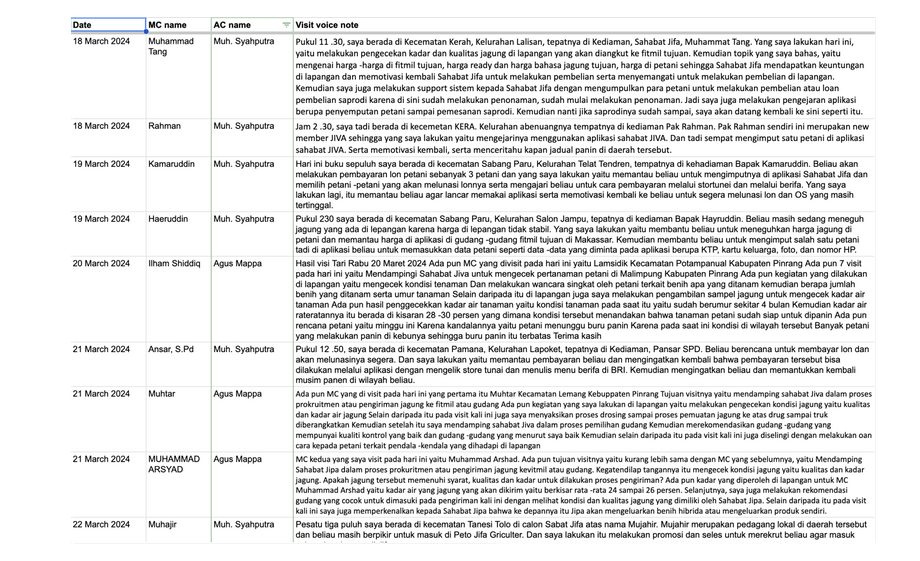 Date MC name AC name Visit voice note
18 March 2024 Muhammad Tang Muh. Syahputra Pukul 11 .30, saya berada di Kecematan Kerah, Kelurahan Lalisan, tepatnya di Kediaman, Sahabat Jifa, Muhammat Tang. Yang saya lakukan hari ini,
yaitu melakukan pengecekan kadar dan kualitas jagung di lapangan yang akan diangkut ke fitmil tujuan. Kemudian topik yang saya bahas, yaitu
mengenai harga -harga di fitmil tujuan, harga ready dan harga bahasa jagung tujuan, harga di petani sehingga Sahabat Jifa mendapatkan keuntungan
di lapangan dan memotivasi kembali Sahabat Jifa untuk melakukan pembelian serta menyemangati untuk melakukan pembelian di lapangan.
Kemudian saya juga melakukan support sistem kepada Sahabat Jifa dengan mengumpulkan para petani untuk melakukan pembelian atau loan
pembelian saprodi karena di sini sudah melakukan penonaman, sudah mulai melakukan penonaman. Jadi saya juga melakukan pengejaran aplikasi
berupa penyemputan petani sampai pemesanan saprodi. Kemudian nanti jika saprodinya sudah sampai, saya akan datang kembali ke sini seperti itu.
18 March 2024 Rahman Muh. Syahputra Jam 2 .30, saya tadi berada di kecemetan KERA. Kelurahan abenuangnya tempatnya di kediaman Pak Rahman. Pak Rahman sendiri ini merupakan new
member JIVA sehingga yang saya lakukan yaitu mengejarinya menggunakan aplikasi sahabat JIVA. Dan tadi sempat mengimput satu petani di aplikasi
sahabat JIVA. Serta memotivasi kembali, serta menceritahu kapan jadual panin di daerah tersebut.
19 March 2024 Kamaruddin Muh. Syahputra Hari ini buku sepuluh saya berada di kecematan Sabang Paru, Kelurahan Telat Tendren, tempatnya di kehadiaman Bapak Kamaruddin. Beliau akan
melakukan pembayaran lon petani sebanyak 3 petani dan yang saya lakukan yaitu memantau beliau untuk mengimputnya di aplikasi Sahabat Jifa dan
memilih petani -petani yang akan melunasi lonnya serta mengajari beliau untuk cara pembayaran melalui stortunei dan melalui berifa. Yang saya
lakukan lagi, itu memantau beliau agar lancar memakai aplikasi serta memotivasi kembali ke beliau untuk segera melunasi lon dan OS yang masih
tertinggal.
19 March 2024 Haeruddin Muh. Syahputra Pukul 230 saya berada di kecematan Sabang Paru, Kelurahan Salon Jampu, tepatnya di kediaman Bapak Hayruddin. Beliau masih sedang meneguh
jagung yang ada di lepangan karena harga di lepangan tidak stabil. Yang saya lakukan yaitu membantu beliau untuk meneguhkan harga jagung di
petani dan memantau harga di aplikasi di gudang -gudang fitmil tujuan di Makassar. Kemudian membantu beliau untuk mengimput salah satu petani
tadi di aplikasi beliau untuk memasukkan data petani seperti data -data yang diminta pada aplikasi berupa KTP, kartu keluarga, foto, dan nomor HP.
20 March 2024 Ilham Shiddiq Agus Mappa Hasil visi Tari Rabu 20 Maret 2024 Ada pun MC yang divisit pada hari ini yaitu Lamsidik Kecamatan Potampanual Kabupaten Pinrang Ada pun 7 visit
pada hari ini yaitu Mendampingi Sahabat Jiva untuk mengecek pertanaman petani di Malimpung Kabupaten Pinrang Ada pun kegiatan yang dilakukan
di lapangan yaitu mengecek kondisi tenaman Dan melakukan wancara singkat oleh petani terkait benih apa yang ditanam kemudian berapa jumlah
benih yang ditanam serta umur tanaman Selain daripada itu di lapangan juga saya melakukan pengambilan sampel jagung untuk mengecek kadar air
tanaman Ada pun hasil penggecekkan kadar air tanaman yaitu kondisi tanaman pada saat itu yaitu sudah berumur sekitar 4 bulan Kemudian kadar air
rateratannya itu berada di kisaran 28 -30 persen yang dimana kondisi tersebut menandakan bahwa tanaman petani sudah siap untuk dipanin Ada pun
rencana petani yaitu minggu ini Karena kandalannya yaitu petani menunggu buru panin Karena pada saat ini kondisi di wilayah tersebut Banyak petani
yang melakukan panin di kebunya sehingga buru panin itu terbatas Terima kasih
21 March 2024 Ansar, S.Pd Muh. Syahputra Pukul 12 .50, saya berada di kecematan Pamana, Kelurahan Lapoket, tepatnya di Kediaman, Pansar SPD. Beliau berencana untuk membayar lon dan
akan melunasinya segera. Dan saya lakukan yaitu memantau pembayaran beliau dan mengingatkan kembali bahwa pembayaran tersebut bisa
dilakukan melalui aplikasi dengan mengelik store tunai dan menulis menu berifa di BRI. Kemudian mengingatkan beliau dan memantukkan kembali
musim panen di wilayah beliau.
21 March 2024 Muhtar Agus Mappa Ada pun MC yang di visit pada hari ini yang pertama itu Muhtar Kecematan Lemang Kebuppaten Pinrang Tujuan visitnya yaitu mendamping sahabat Jiva dalam proses
prokruitmen atau pengiriman jagung ke fitmil atau gudang Ada pun kegiatan yang saya lakukan di lapangan yaitu melakukan pengecekan kondisi jagung yaitu kualitas
dan kadar air jagung Selain daripada itu pada visit kali ini juga saya menyaksikan proses drosing sampai proses pemuatan jagung ke atas drug sampai truk
diberangkatkan Kemudian setelah itu saya mendamping sahabat Jiva dalam proses pemilihan gudang Kemudian merekomendasikan gudang -gudang yang
mempunyai kualiti kontrol yang baik dan gudang -gudang yang menurut saya baik Kemudian selain daripada itu pada visit kali ini juga diselingi dengan melakukan oan
cara kepada petani terkait pendala -kendala yang dihadapi di lapangan
21 March 2024 MUHAMMAD ARSYAD Agus Mappa MC kedua yang saya visit pada hari ini yaitu Muhammad Arshad. Ada pun tujuan visitnya yaitu kurang lebih sama dengan MC yang sebelumnya, yaitu Mendamping
Sahabat Jipa dalam proses prokuritmen atau pengiriman jagung kevitmil atau gudang. Kegatendilap tangannya itu mengecek kondisi jagung yaitu kualitas dan kadar
jagung. Apakah jagung tersebut memenuhi syarat, kualitas dan kadar untuk dilakukan proses pengiriman? Ada pun kadar yang diperoleh di lapangan untuk MC
Muhammad Arshad yaitu kadar air yang jagung yang akan dikirim yaitu berkisar rata -rata 24 sampai 26 persen. Selanjutnya, saya juga melakukan rekomendasi
gudang yang cocok untuk dimasuki pada pengiriman kali ini dengan melihat kondisi dan kualitas jagung yang dimiliki oleh Sahabat Jipa. Selain daripada itu pada visit
kali ini saya juga memperkenalkan kepada Sahabat Jipa bahwa ke depannya itu Jipa akan mengeluarkan benih hibrida atau mengeluarkan produk sendiri.
22 March 2024 Muhajir Muh. Syahputra Pesatu tiga puluh saya berada di kecematan Tanesi Tolo di calon Sabat Jifa atas nama Mujahir. Mujahir merupakan pedagang lokal di daerah tersebut
dan beliau masih berpikir untuk masuk di Peto Jifa Griculter. Dan saya lakukan itu melakukan promosi dan seles untuk merekrut beliau agar masuk